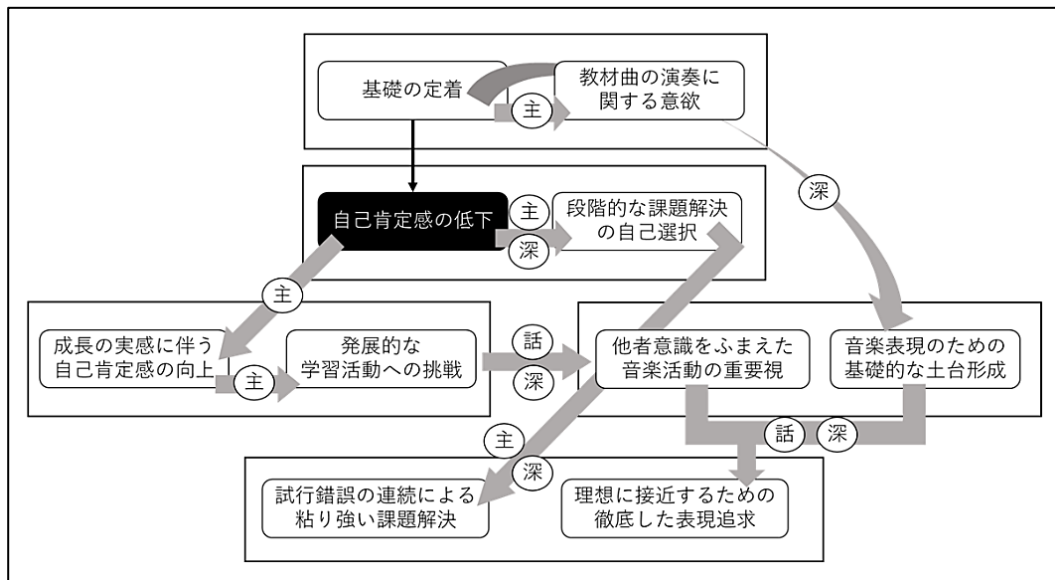 基礎の定着
主
教材曲の演奏に
関する意欲
深
自己肯定感の低下
主
深
段階的な課題解決
の自己選択
主
成長の実感に伴う
自己肯定感の向上
主
発展的な
学習活動への挑戦
話
深
他者意識をふまえた
音楽活動の重要視
音楽表現のための
基礎的な土台形成
主
深
話
深
試行錯誤の連続による
粘り強い課題解決
理想に接近するための
徹底した表現追求